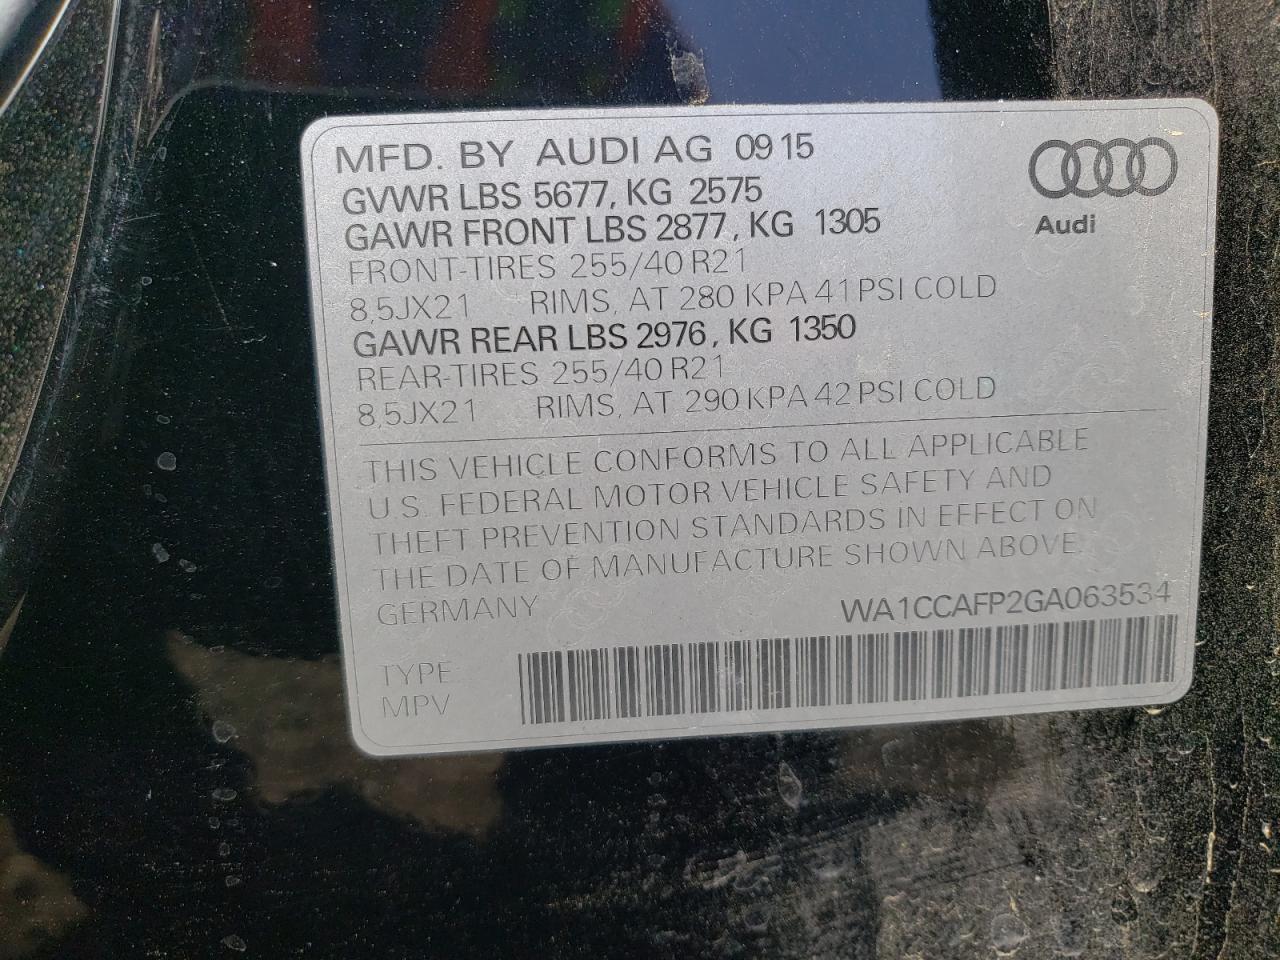 MFD. BY AUDI AG 09 15
GVWR LBS 5677, KG 2575
GAWR FRONT LBS 2877, KG 1305
FRONT-TIRES 255/40 R21
8,5JX21 RIMS, AT 280 KPA 41 PSI COLD
GAWR REAR LBS 2976, KG 1350
REAR-TIRES 255/40 R21
8,5JX21 RIMS, AT 290 KPA 42 PSI COLD
Audi
THIS VEHICLE CONFORMS TO ALL APPLICABLE
U.S. FEDERAL MOTOR VEHICLE SAFETY AND
THEFT PREVENTION STANDARDS IN EFFECT ON
THE DATE OF MANUFACTURE SHOWN ABOVE.
GERMANY WA1CCAFP2GA063534
TYPE
MPV